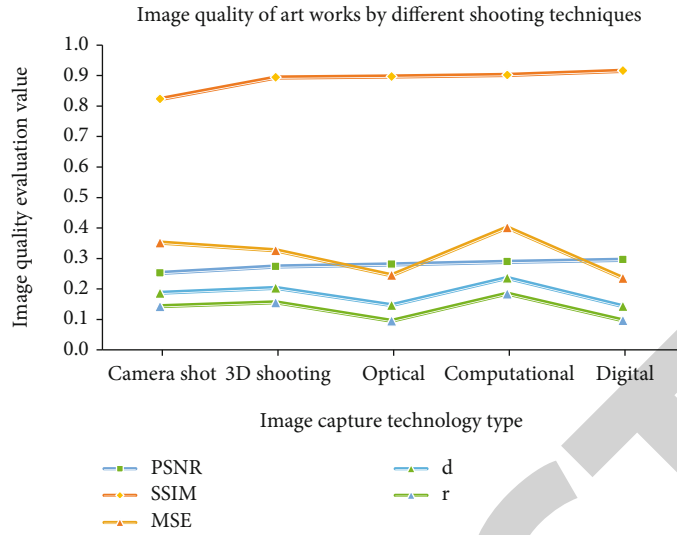 Image quality of art works by different shooting techniques
Image quality evaluation value
1.0
0.9
0.8
0.7
0.6
0.5
0.4
0.3
0.2
0.1
0.0
Camera shot 3D shooting Optical Computational Digital
Image capture technology type
PSNR d
SSIM r
MSE